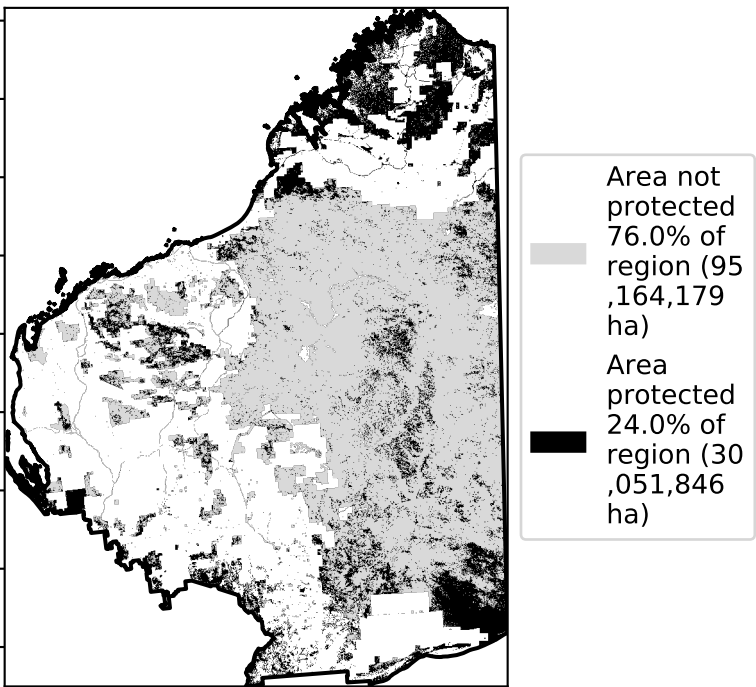 Area not
protected
76.0% of
region (95
,164,179
ha)
Area
protected
24.0% of
region (30
,051,846
ha)